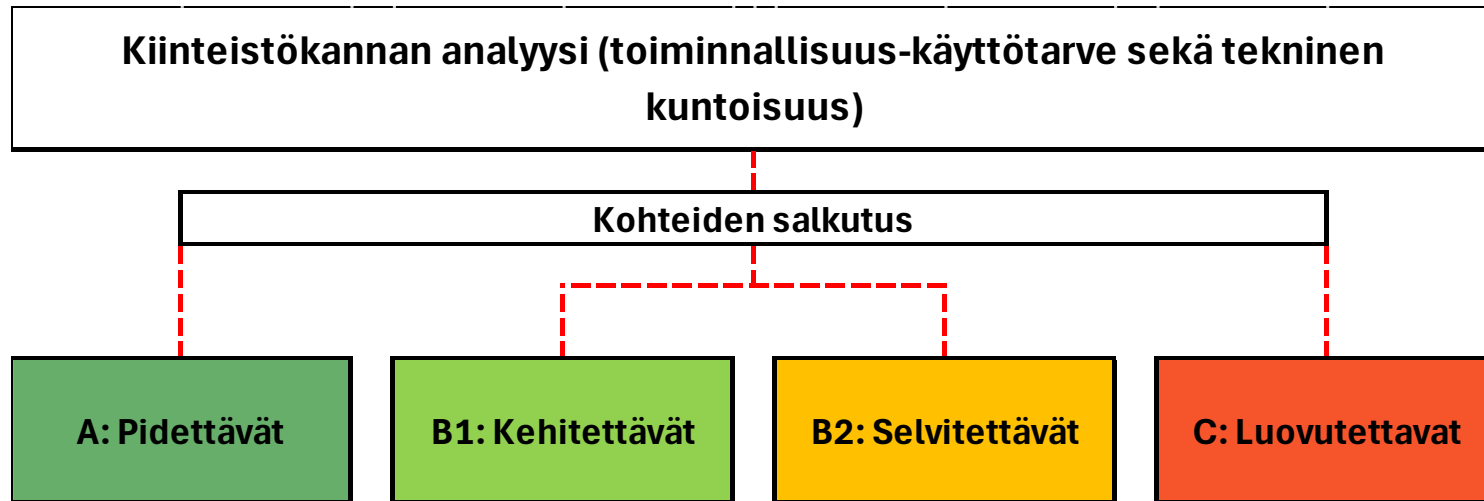 Kiinteistökannan analyysi (toiminnallisuus-käyttötarve sekä tekninen
kuntoisuus)
Kohteiden salkutus
A: Pidettävät
B1: Kehitettävät
B2: Selvitettävät
C: Luovutettavat